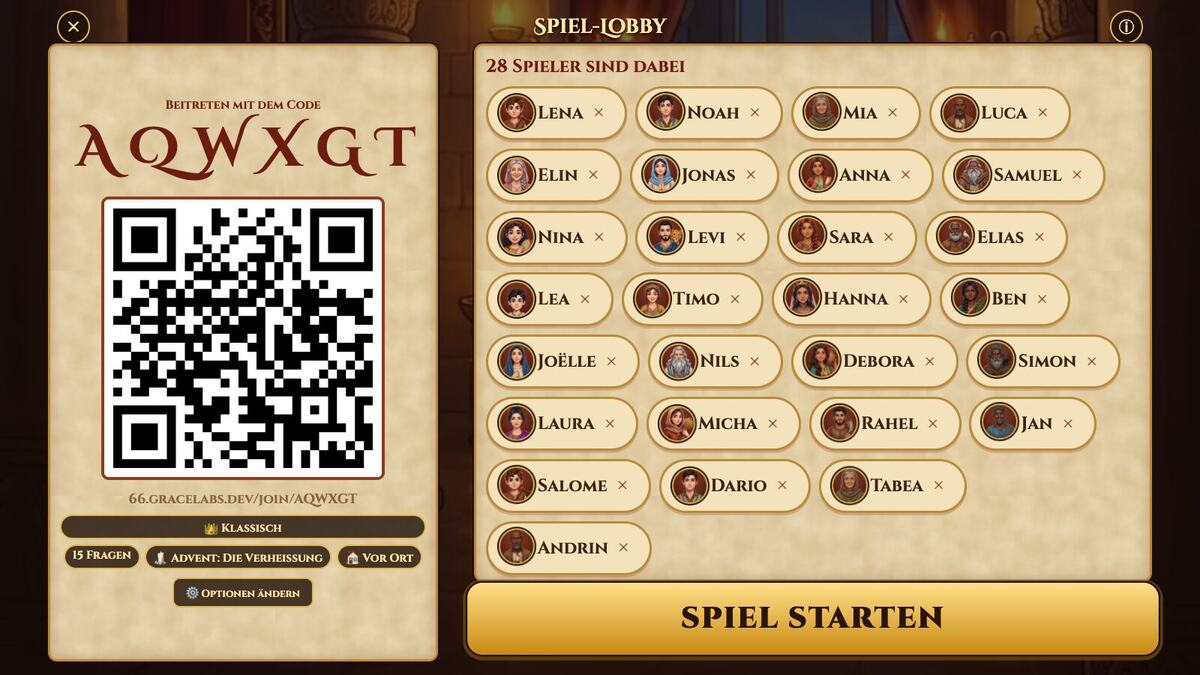 Spiel-Lobby
Beitreten mit dem Code
AQWXGT
66.gracelabs.dev/join/AQWXGT
Klassisch
15 Fragen
Advent: Die Verheissung
Vor Ort
Optionen ändern
28 Spieler sind dabei
Lena × Noah × Mia × Luca ×
Elin × Jonas × Anna × Samuel ×
Nina × Levi × Sara × Elias ×
Lea × Timo × Hanna × Ben ×
Joëlle × Nils × Debora × Simon ×
Laura × Micha × Rahel × Jan ×
Salome × Dario × Tabea ×
Andrin ×
SPIEL STARTEN